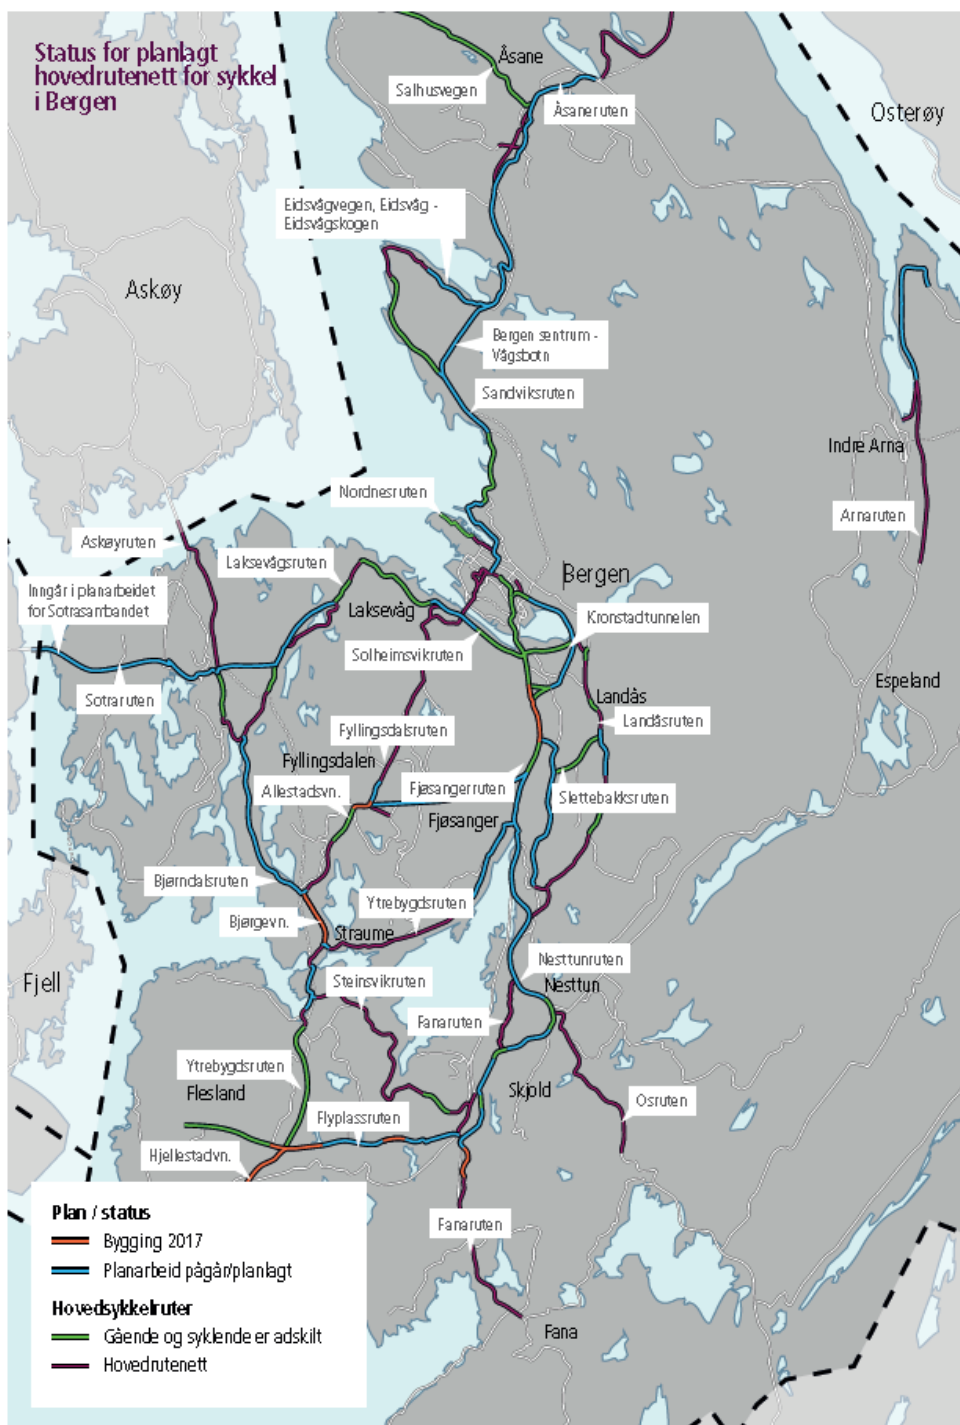 Status for planlagt
hovedrutenett for sykkel
i Bergen
Åsane
Salhusvegen
Åsaneruten
Osterøy
Eidsvågvegen, Eidsvåg -
Eidsvågskogen
Askøy
Bergen sentrum -
Vågsbotn
Sandviksruten
Indre Arna
Nordnesruten
Arnaruten
Askøyruten
Laksevågsruten
Bergen
Inngår i planarbeidet
for Sotrasambandet
Laksevåg
Kronstadtunnelen
Solheimsvikruten
Espeland
Sotraruten
Landås
Landåsruten
Fyllingsdalsruten
Fyllingsdalen
Allestadsvn.
Fjøsangerruten
Slettebakksruten
Fjøsanger
Bjørndalsruten
Ytrebygdsruten
Bjørgevn.
Straume
Nesttunruten
Fjell
Steinsvikruten
Nesttun
Fanaruten
Ytrebygdsruten
Flesland
Skjold
Osruten
Flyplassruten
Hjellestadvn.
Plan / status
Bygging 2017
Planarbeid pågår/planlagt
Hovedsykkelruter
Gående og syklende er adskilt
Hovedrutenett
Fanaruten
Fana